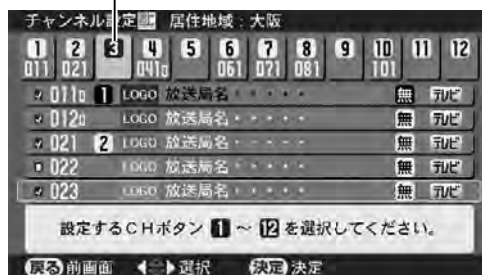 チャンネル設定 居住地域:大阪
1 2 3 4 5 6 7 8 9 10 11 12
011 021 041 061 071 081 101
011 1 LOGO 放送局名・・・・・ 無 テレビ
012 LOGO 放送局名・・・・・ 無 テレビ
021 2 LOGO 放送局名・・・・・ 無 テレビ
022 LOGO 放送局名・・・・・ 無 テレビ
023 LOGO 放送局名・・・・・ 無 テレビ
設定するCHボタン 1 ~ 12 を選択してください。
戻る 前画面 選択 決定 決定